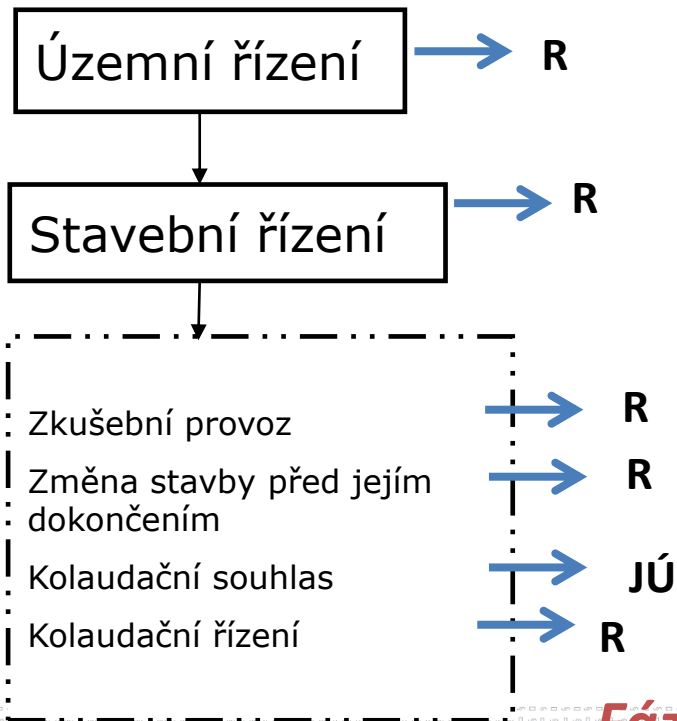 Územní řízení R
Stavební řízení R
Zkušební provoz R
Změna stavby před jejím R
dokončením
Kolaudační souhlas JÚ
Kolaudační řízení R